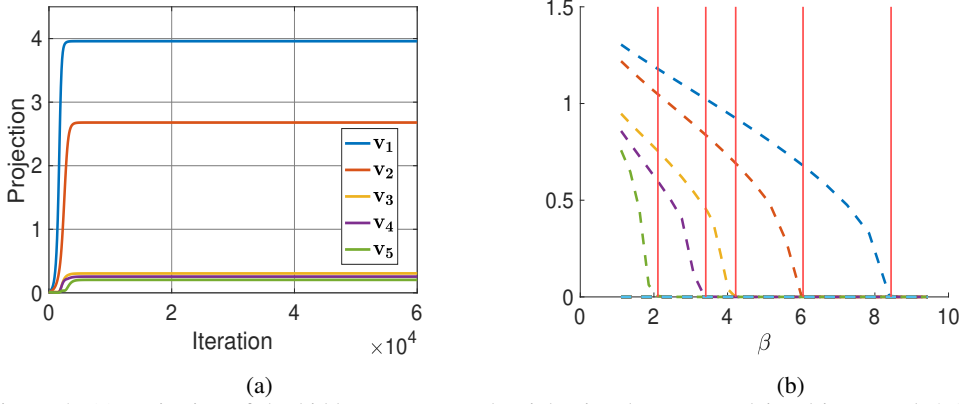 4
3
2
1
0
Projection
v1
v2
v3
v4
v5
0 2 4 6
Iteration
×10^4
(a)
1.5
1
0.5
0
0 2 4 6 8 10
β
(b)